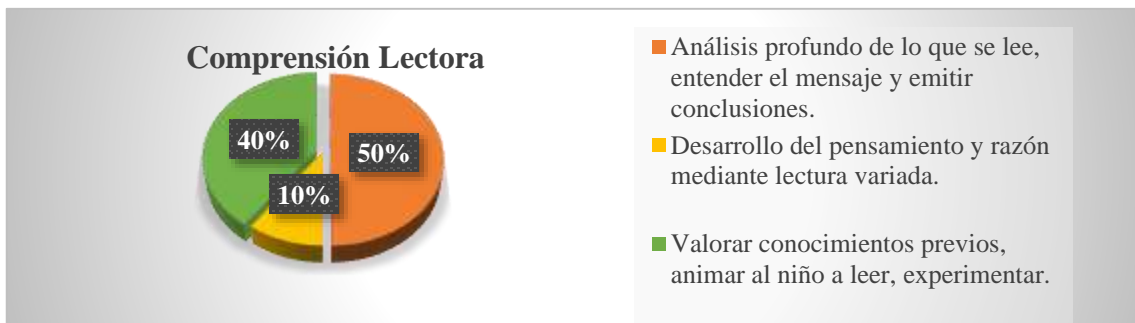 Comprensión Lectora
40%
50%
10%
Análisis profundo de lo que se lee,
entender el mensaje y emitir
conclusiones.
Desarrollo del pensamiento y razón
mediante lectura variada.
Valorar conocimientos previos,
animar al niño a leer, experimentar.